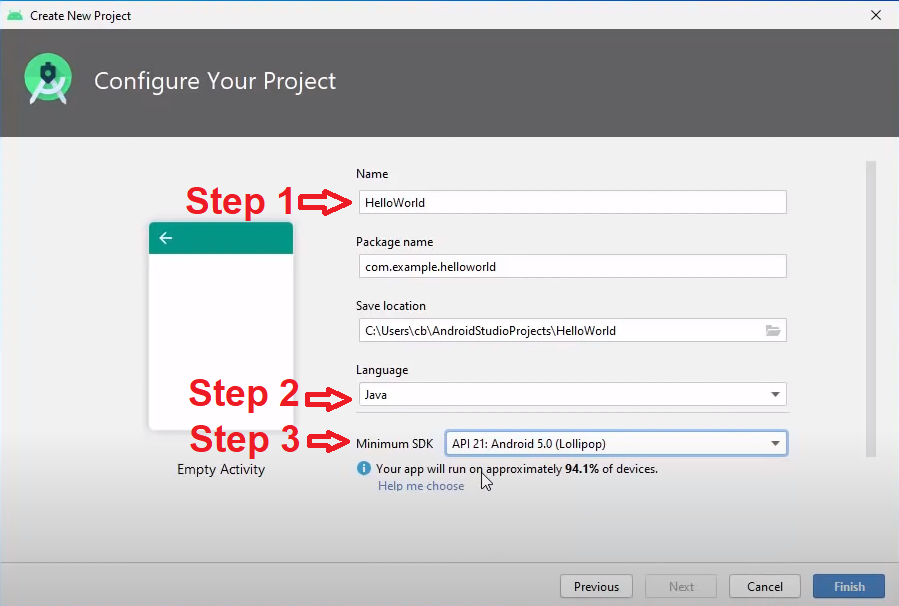 Create New Project
Configure Your Project
Name
Step 1
HelloWorld
Package name
com.example.helloworld
Save location
C:\Users\cb\AndroidStudioProjects\HelloWorld
Language
Step 2
Java
Step 3
Minimum SDK
API 21: Android 5.0 (Lollipop)
Empty Activity
Your app will run on approximately 94.1% of devices.
Help me choose
Previous
Next
Cancel
Finish